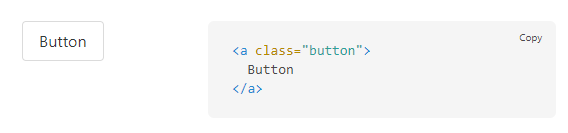 Button
Copy
<a class="button">
  Button
</a>